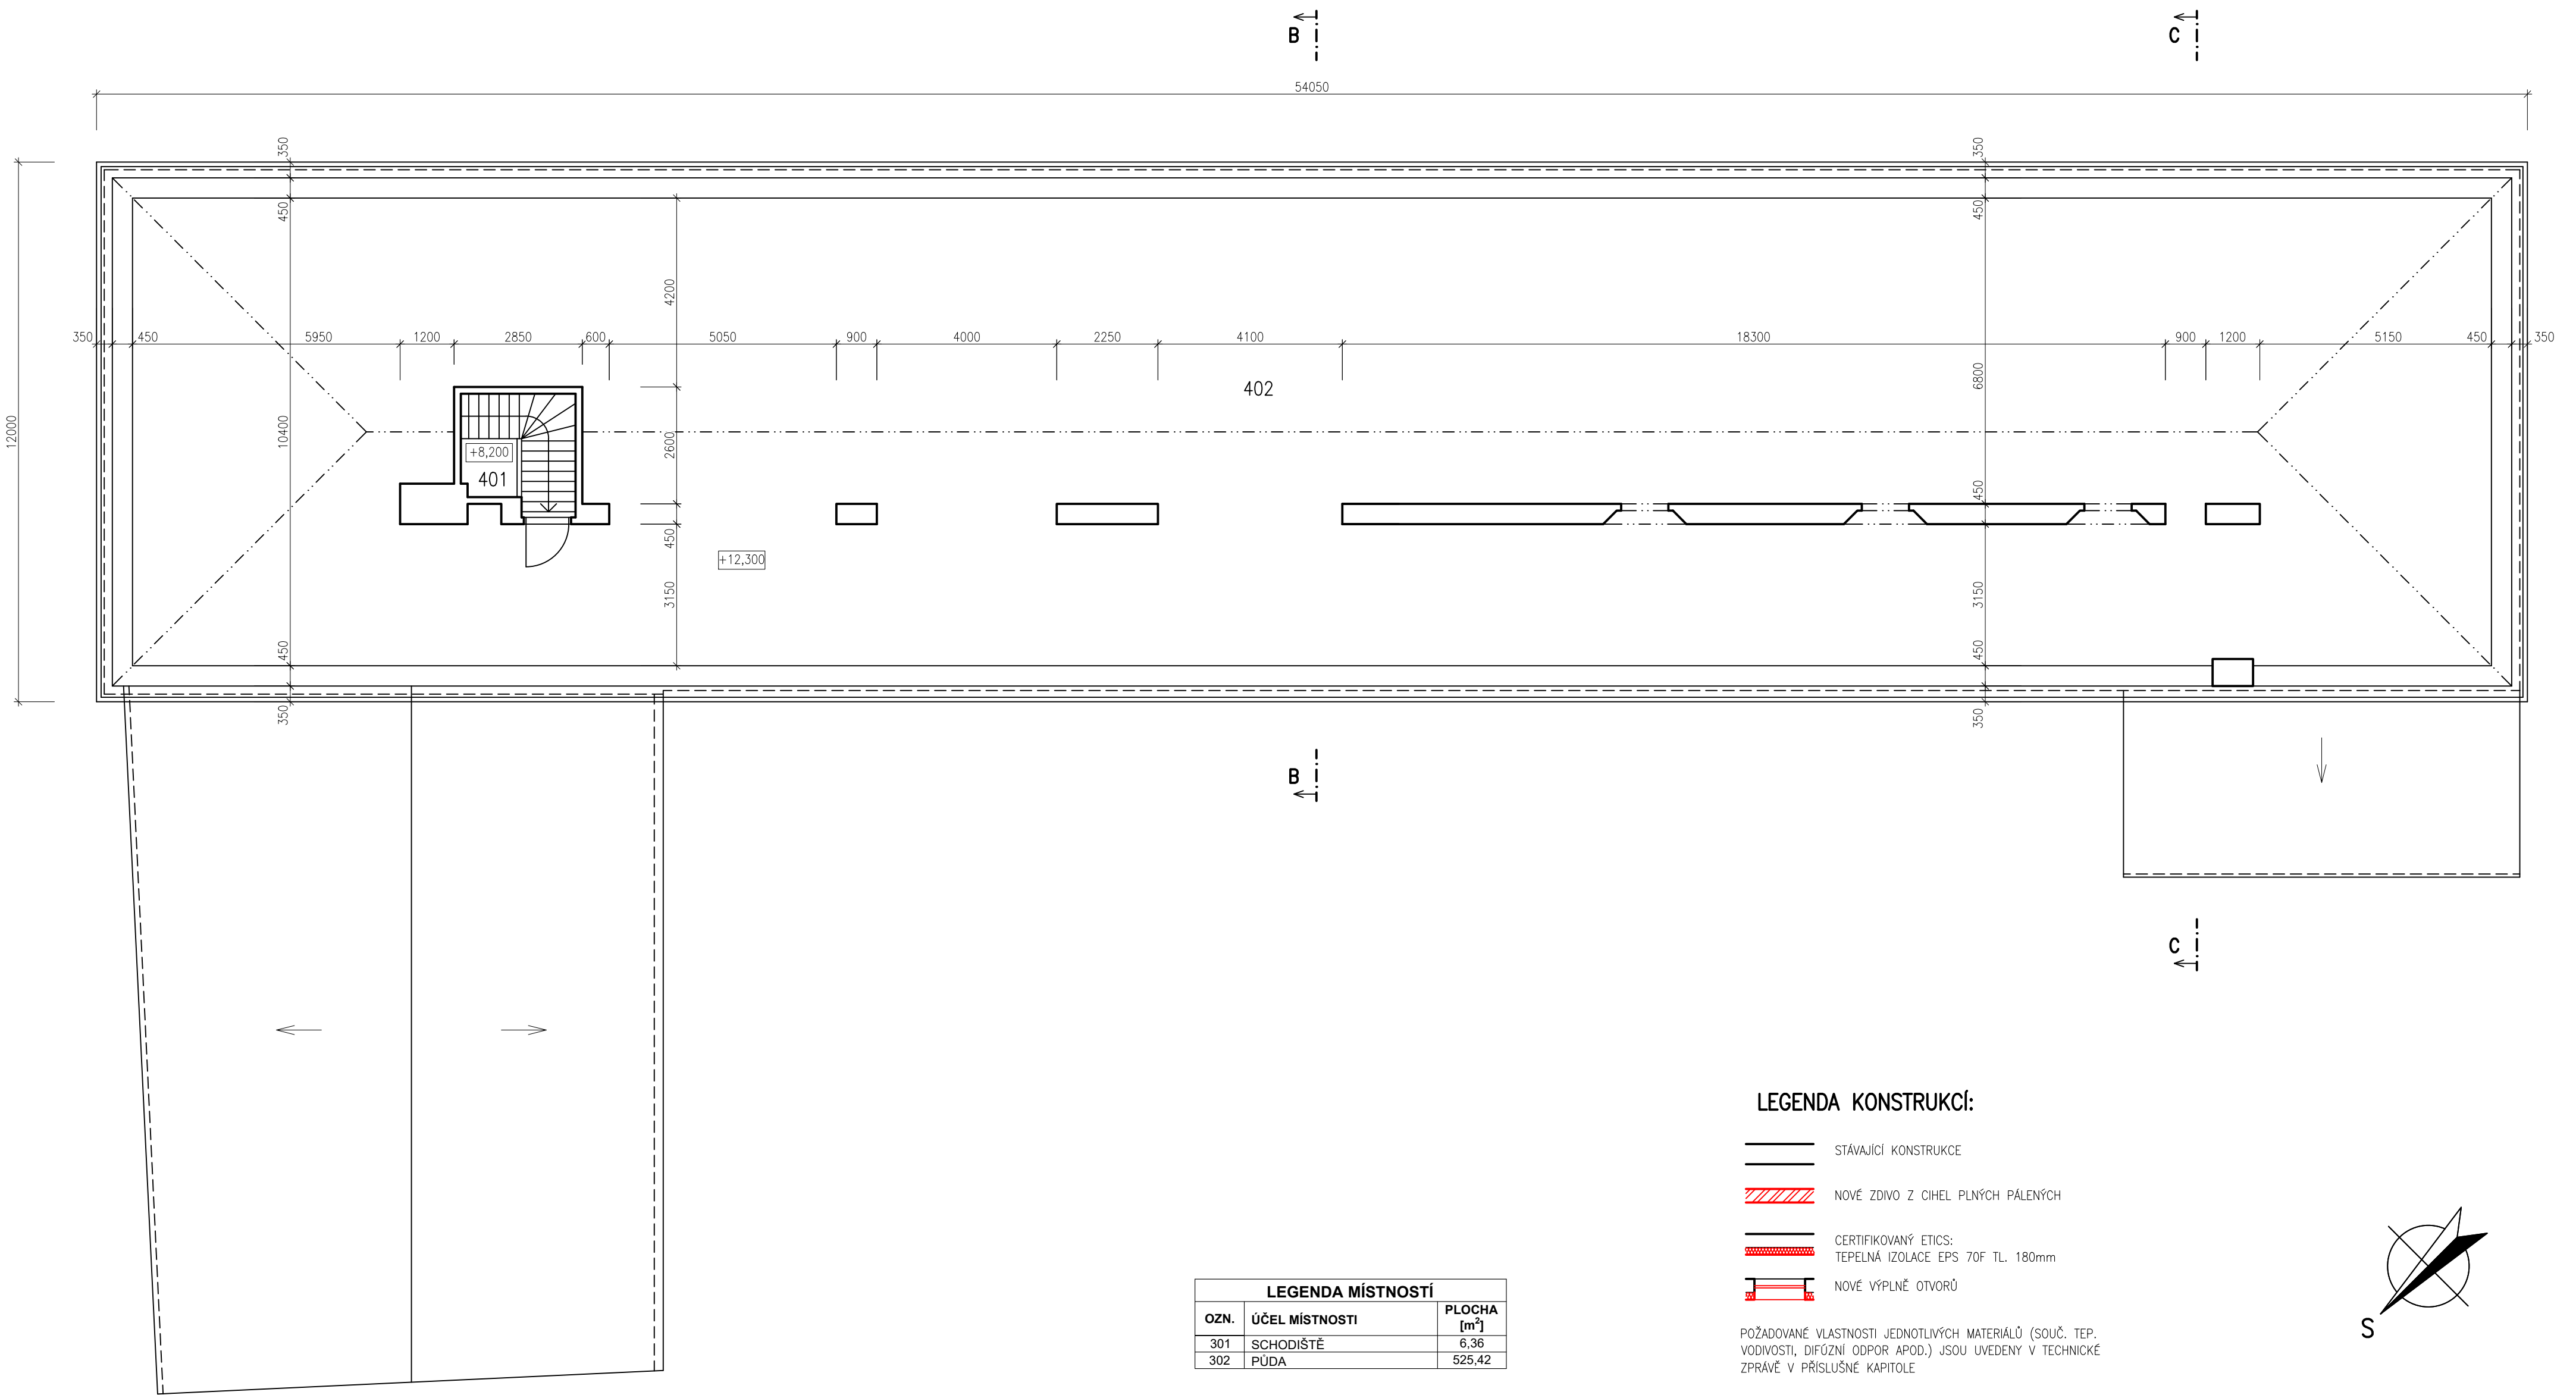 B
C
54050
350
350
12000
450
450
4200
350
450
5950
1200
2850
600
5050
900
4000
2250
4100
18300
900
1200
5150
450
350
402
6800
10400
2600
+8,200
401
450
450
+12,300
3150
3150
450
450
350
350
B
C
LEGENDA KONSTRUKCÍ:
STÁVAJÍCÍ KONSTRUKCE
NOVÉ ZDIVO Z CIHEL PLNÝCH PÁLENÝCH
CERTIFIKOVANÝ ETICS:
TEPELNÁ IZOLACE EPS 70F TL. 180mm
NOVÉ VÝPLNĚ OTVORŮ
POŽADOVANÉ VLASTNOSTI JEDNOTLIVÝCH MATERIÁLŮ (SOUČ. TEP.
VODIVOSTI, DIFÚZNÍ ODPOR APOD.) JSOU UVEDENY V TECHNICKÉ
ZPRÁVĚ V PŘÍSLUŠNÉ KAPITOLE
LEGENDA MÍSTNOSTÍ
OZN. ÚČEL MÍSTNOSTI PLOCHA [m²]
301 SCHODIŠTĚ 6,36
302 PŮDA 525,42
S